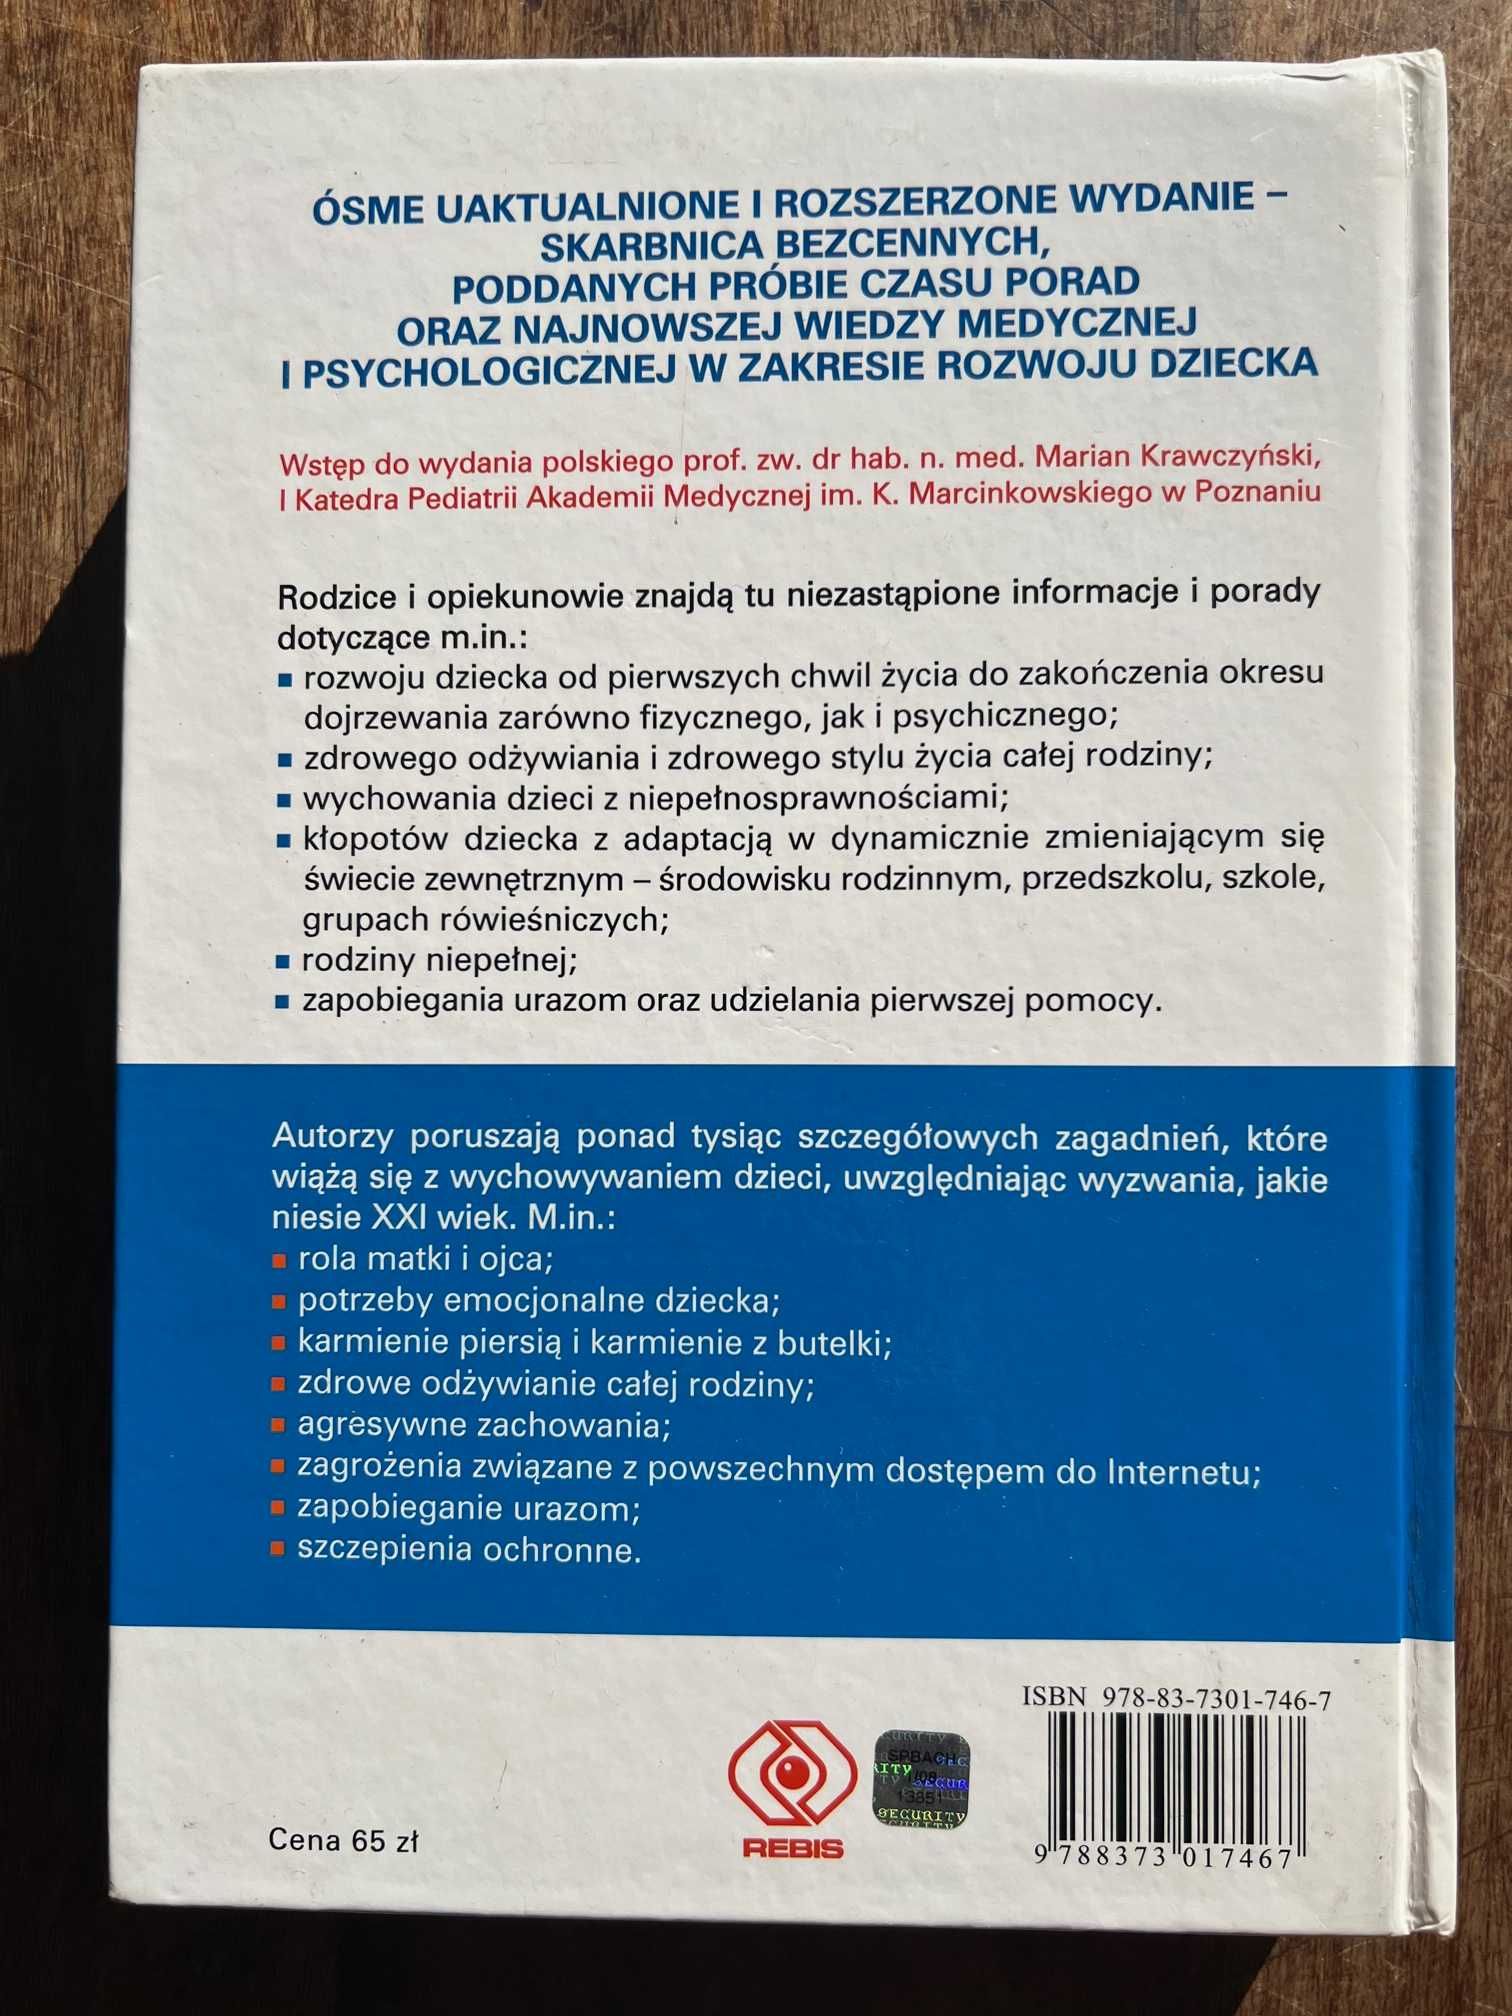 ÓSME UAKTUALNIONE I ROZSZERZONE WYDANIE –
SKARBNICA BEZCENNYCH,
PODDANYCH PRÓBIE CZASU PORAD
ORAZ NAJNOWSZEJ WIEDZY MEDYCZNEJ
I PSYCHOLOGICZNEJ W ZAKRESIE ROZWOJU DZIECKA
Wstęp do wydania polskiego prof. zw. dr hab. n. med. Marian Krawczyński,
I Katedra Pediatrii Akademii Medycznej im. K. Marcinkowskiego w Poznaniu
Rodzice i opiekunowie znajdą tu niezastąpione informacje i porady
dotyczące m.in.:
■ rozwoju dziecka od pierwszych chwil życia do zakończenia okresu
dojrzewania zarówno fizycznego, jak i psychicznego;
■ zdrowego odżywiania i zdrowego stylu życia całej rodziny;
■ wychowania dzieci z niepełnosprawnościami;
■ kłopotów dziecka z adaptacją w dynamicznie zmieniającym się
świecie zewnętrznym – środowisku rodzinnym, przedszkolu, szkole,
grupach rówieśniczych;
■ rodziny niepełnej;
■ zapobiegania urazom oraz udzielania pierwszej pomocy.
Autorzy poruszają ponad tysiąc szczegółowych zagadnień, które
wiążą się z wychowywaniem dzieci, uwzględniając wyzwania, jakie
niesie XXI wiek. M.in.:
■ rola matki i ojca;
■ potrzeby emocjonalne dziecka;
■ karmienie piersią i karmienie z butelki;
■ zdrowe odżywianie całej rodziny;
■ agresywne zachowania;
■ zagrożenia związane z powszechnym dostępem do Internetu;
■ zapobieganie urazom;
■ szczepienia ochronne.
ISBN 978-83-7301-746-7
SECURITY
Cena 65 zł
REBIS
9 788373 017467